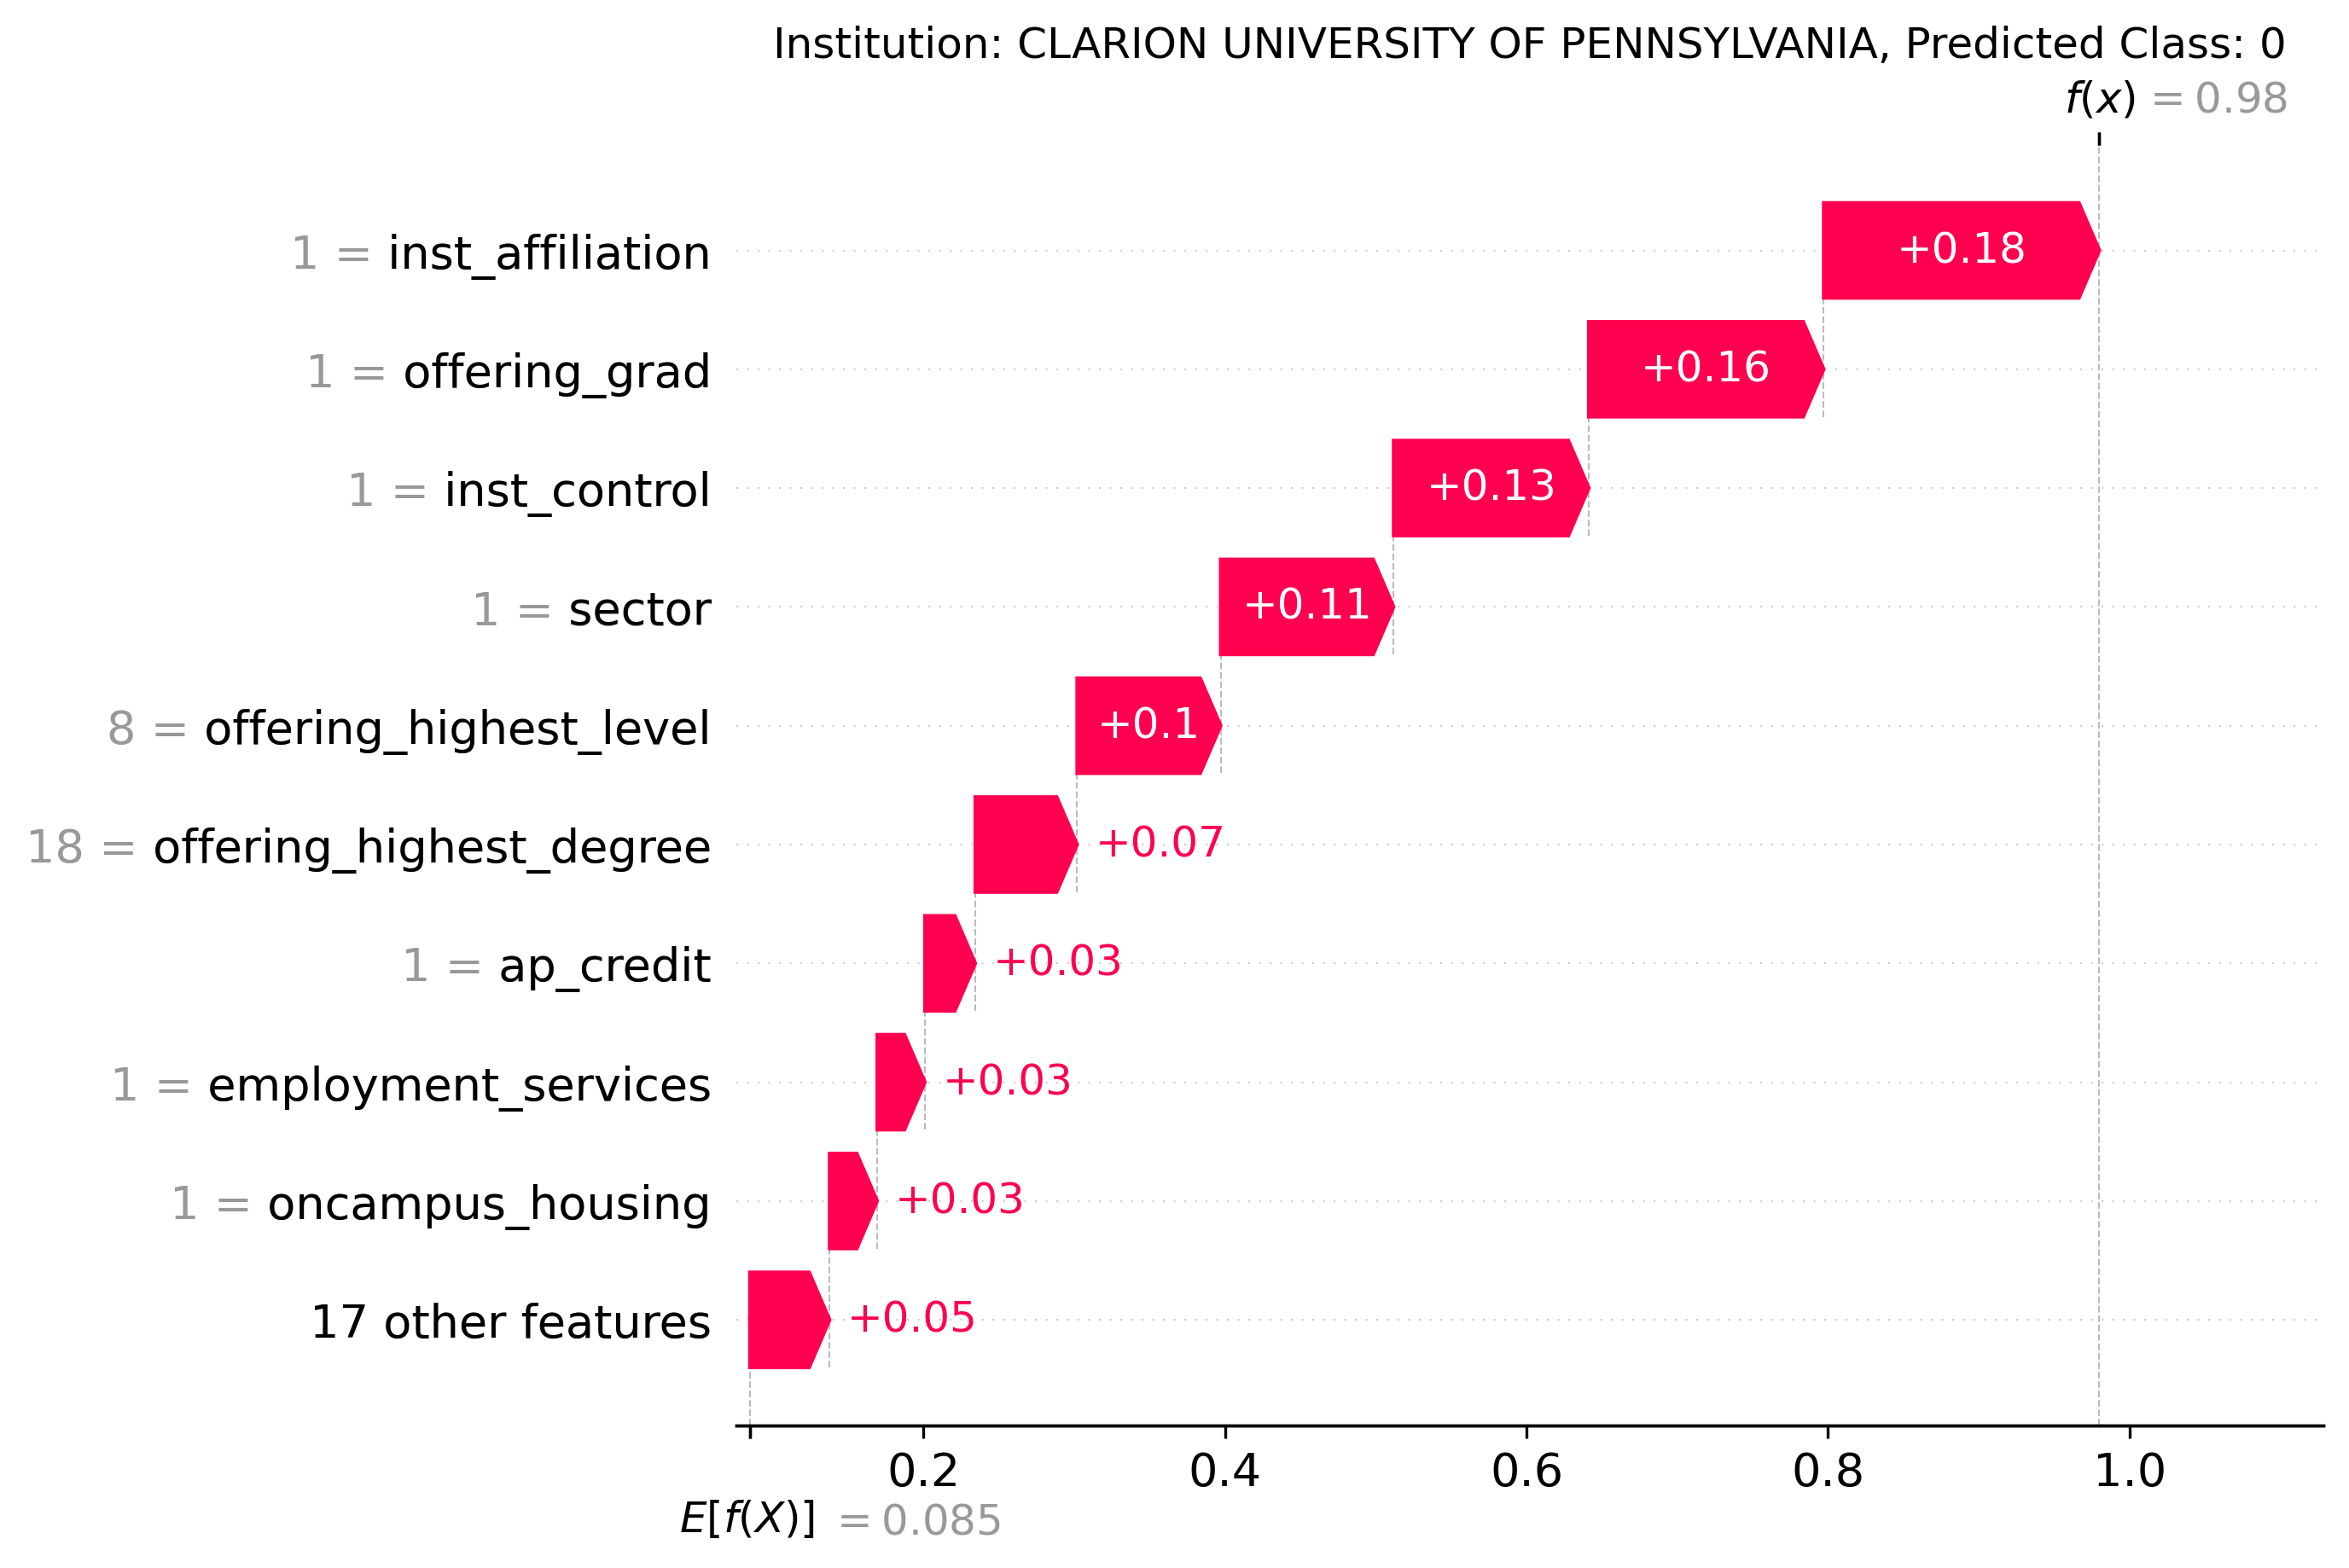 Institution: CLARION UNIVERSITY OF PENNSYLVANIA, Predicted Class: 0
f(x) = 0.98
1 = inst_affiliation +0.18
1 = offering_grad +0.16
1 = inst_control +0.13
1 = sector +0.11
8 = offering_highest_level +0.1
18 = offering_highest_degree +0.07
1 = ap_credit +0.03
1 = employment_services +0.03
1 = oncampus_housing +0.03
17 other features +0.05
0.2 0.4 0.6 0.8 1.0
E[f(X)] = 0.085